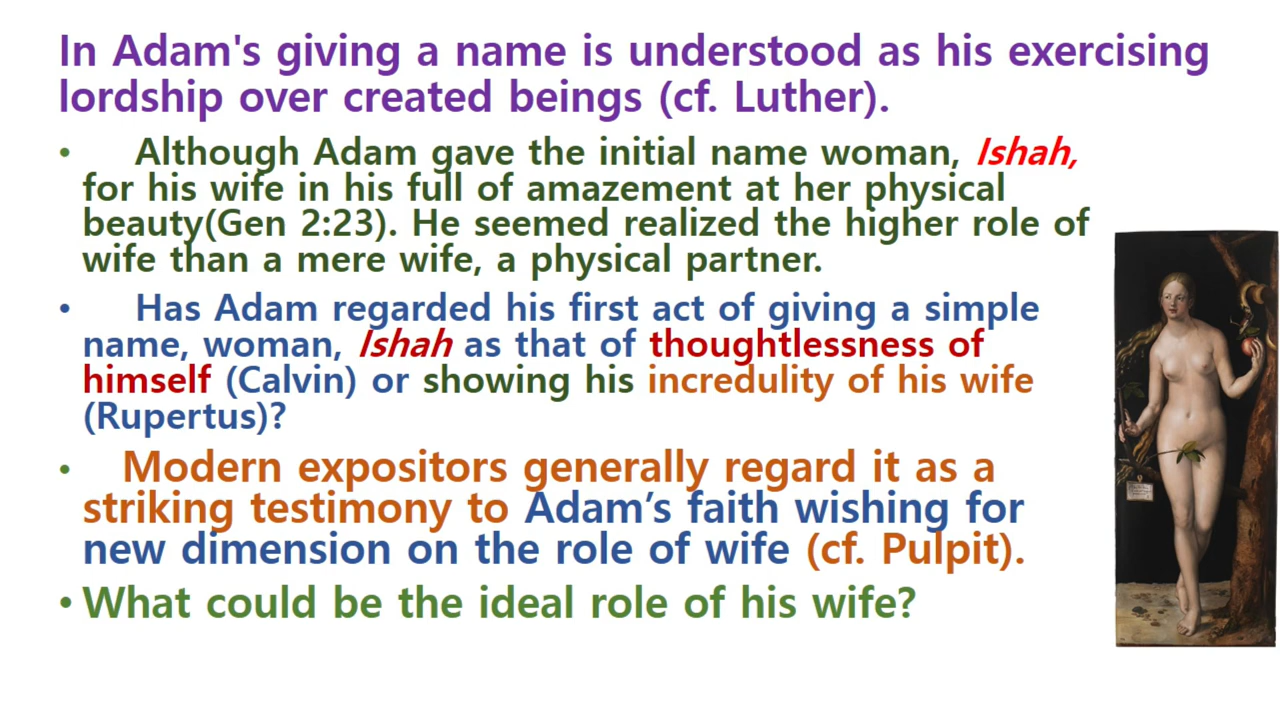 In Adam's giving a name is understood as his exercising
lordship over created beings (cf. Luther).
• Although Adam gave the initial name woman, Ishah,
for his wife in his full of amazement at her physical
beauty(Gen 2:23). He seemed realized the higher role of
wife than a mere wife, a physical partner.
• Has Adam regarded his first act of giving a simple
name, woman, Ishah as that of thoughtlessness of
himself (Calvin) or showing his incredulity of his wife
(Rupertus)?
• Modern expositors generally regard it as a
striking testimony to Adam’s faith wishing for
new dimension on the role of wife (cf. Pulpit).
• What could be the ideal role of his wife?